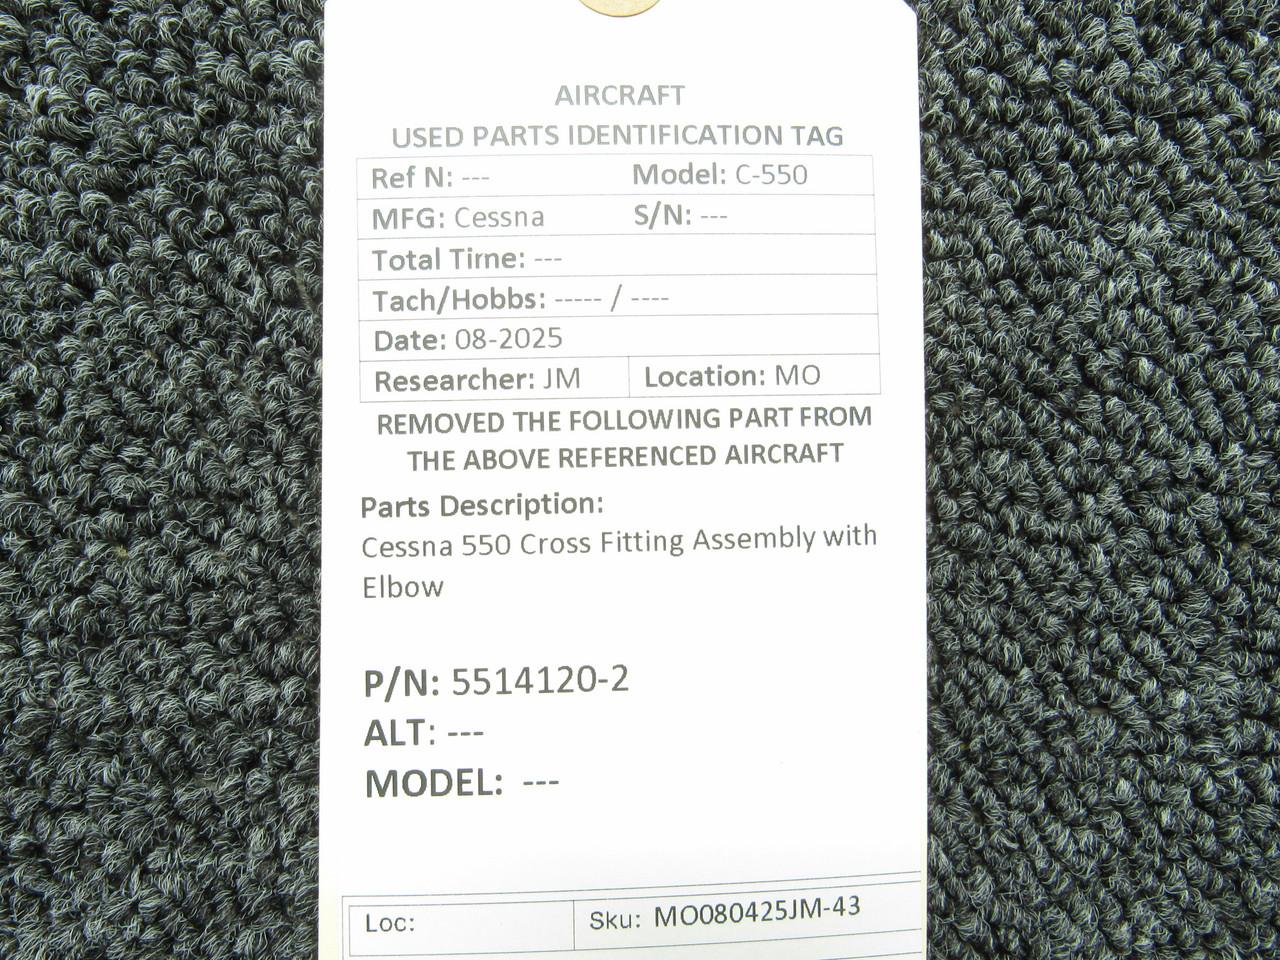 AIRCRAFT
USED PARTS IDENTIFICATION TAG
Ref N: --- Model: C-550
MFG: Cessna S/N: ---
Total Time: ---
Tach/Hobbs: ----- / ----
Date: 08-2025
Researcher: JM Location: MO
REMOVED THE FOLLOWING PART FROM
THE ABOVE REFERENCED AIRCRAFT
Parts Description:
Cessna 550 Cross Fitting Assembly with
Elbow
P/N: 5514120-2
ALT: ---
MODEL: ---
Loc: Sku: MO080425JM-43